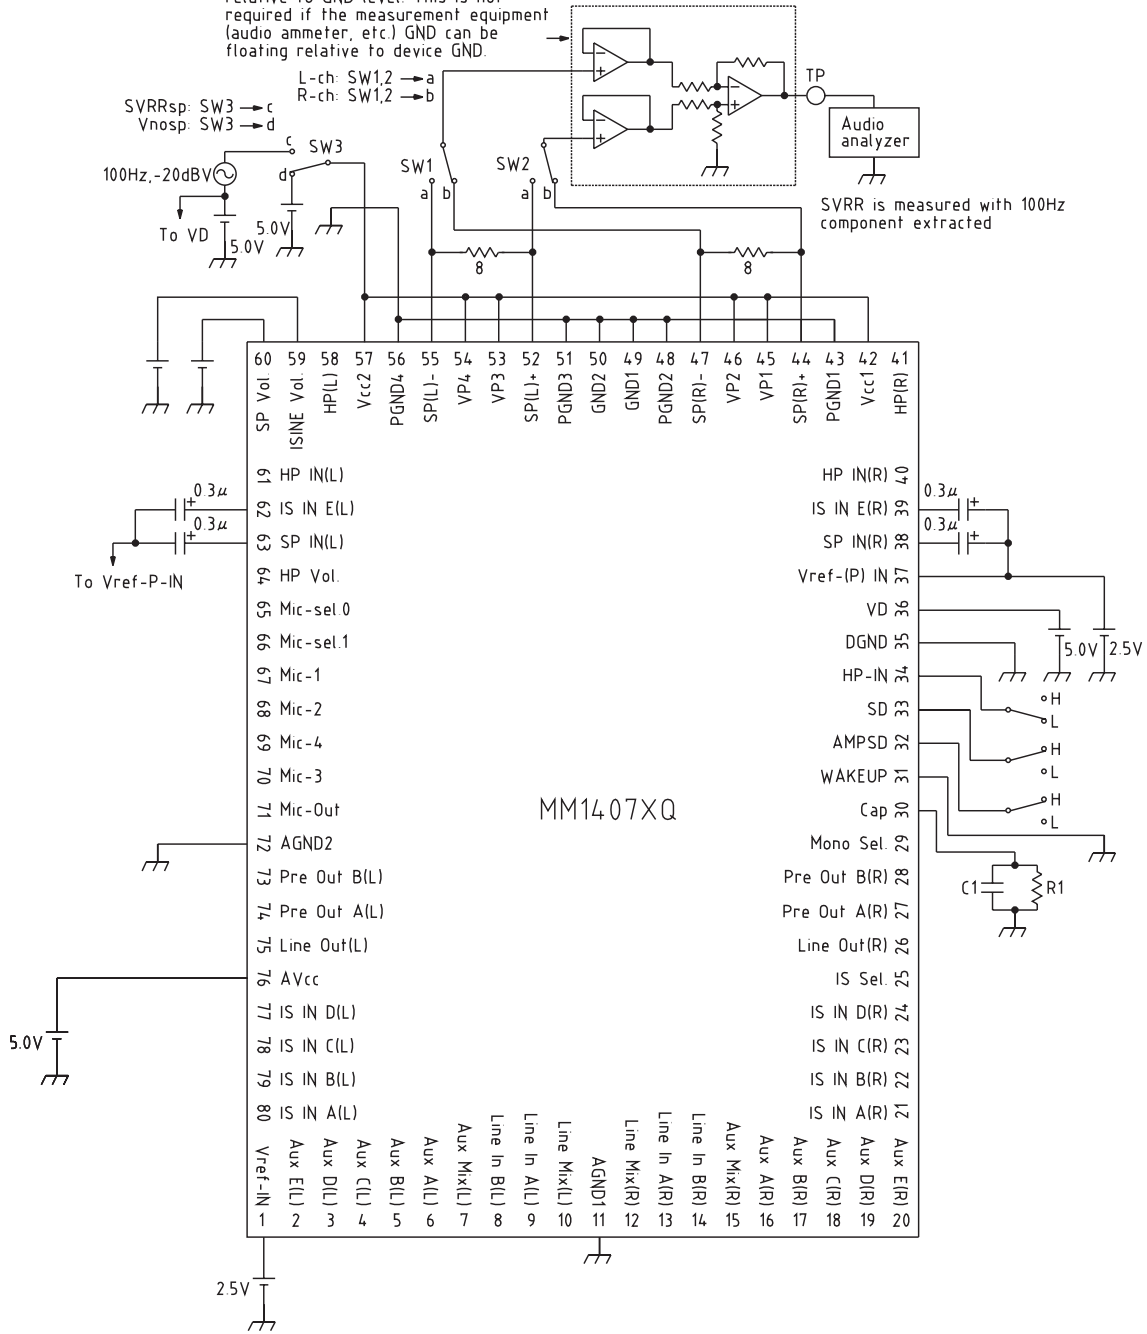 relative to GND level. This is not
required if the measurement equipment
(audio ammeter, etc.) GND can be
floating relative to device GND.
L-ch: SW1,2 → a
R-ch: SW1,2 → b
SVRRsp: SW3 → c
Vnosp: SW3 → d
c
SW3
d
100Hz,-20dBV
To VD
5.0V
5.0V
SW1
a
b
SW2
a
b
TP
Audio
analyzer
SVRR is measured with 100Hz
component extracted
8
8
60 59 58 57 56 55 54 53 52 51 50 49 48 47 46 45 44 43 42 41
SP Vol.
ISINE Vol.
HP(L)
Vcc2
PGND4
SP(L)-
VP4
VP3
SP(L)+
PGND3
GND2
GND1
PGND2
SP(R)-
VP2
VP1
SP(R)+
PGND1
Vcc1
HP(R)
61 HP IN(L)
0.3μ
+
62 IS IN E(L)
0.3μ
+
63 SP IN(L)
To Vref-P-IN
64 HP Vol.
65 Mic-sel.0
66 Mic-sel.1
67 Mic-1
68 Mic-2
69 Mic-4
70 Mic-3
71 Mic-Out
72 AGND2
73 Pre Out B(L)
74 Pre Out A(L)
75 Line Out(L)
76 AVcc
5.0V
77 IS IN D(L)
78 IS IN C(L)
79 IS IN B(L)
80 IS IN A(L)
MM1407XQ
HP IN(R) 40
0.3μ
+
IS IN E(R) 39
0.3μ
+
SP IN(R) 38
Vref-(P) IN 37
VD 36
5.0V
2.5V
DGND 35
HP-IN 34
H
L
SD 33
H
L
AMPSD 32
H
L
WAKEUP 31
Cap 30
C1
R1
Mono Sel. 29
Pre Out B(R) 28
Pre Out A(R) 27
Line Out(R) 26
IS Sel. 25
IS IN D(R) 24
IS IN C(R) 23
IS IN B(R) 22
IS IN A(R) 21
Vref-IN
Aux E(L)
Aux D(L)
Aux C(L)
Aux B(L)
Aux A(L)
Aux Mix(L)
Line In B(L)
Line In A(L)
Line Mix(L)
AGND1
Line Mix(R)
Line In A(R)
Line In B(R)
Aux Mix(R)
Aux A(R)
Aux B(R)
Aux C(R)
Aux D(R)
Aux E(R)
1 2 3 4 5 6 7 8 9 10 11 12 13 14 15 16 17 18 19 20
2.5V